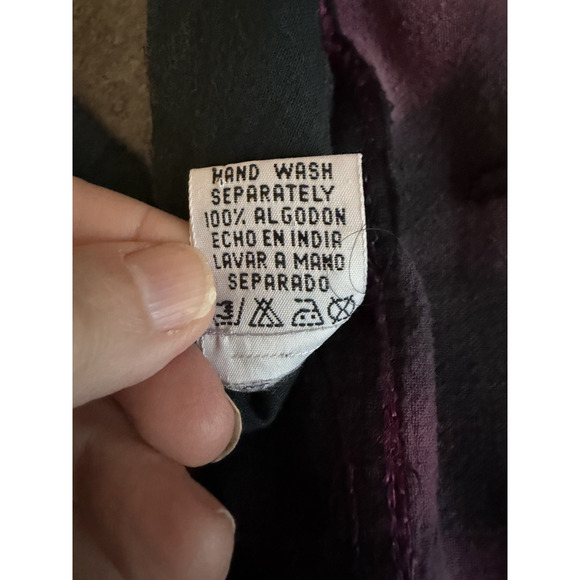 HAND WASH
SEPARATELY
100% ALGODON
ECHO EN INDIA
LAVAR A MANO
SEPARADO